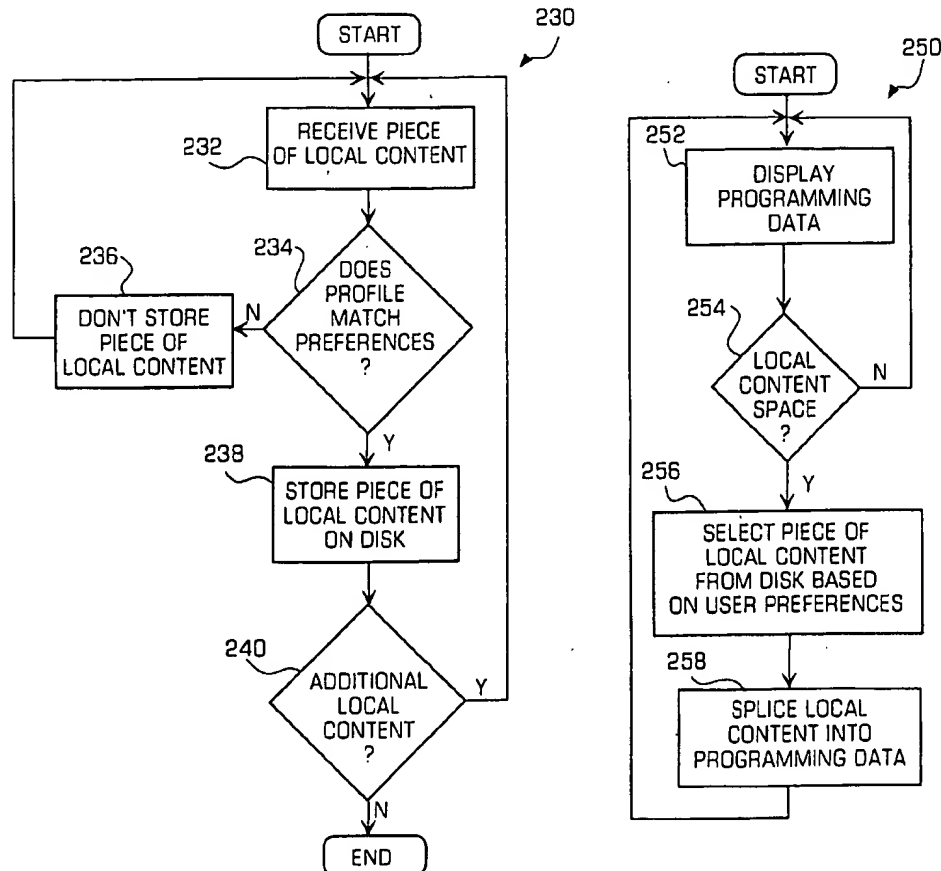 230
START
232
RECEIVE PIECE
OF LOCAL CONTENT
234
DOES
PROFILE
MATCH
PREFERENCES
?
N
236
DON'T STORE
PIECE OF
LOCAL CONTENT
Y
238
STORE PIECE OF
LOCAL CONTENT
ON DISK
240
ADDITIONAL
LOCAL
CONTENT
?
Y
N
END
250
START
252
DISPLAY
PROGRAMMING
DATA
254
LOCAL
CONTENT
SPACE
?
N
Y
256
SELECT PIECE OF
LOCAL CONTENT
FROM DISK BASED
ON USER PREFERENCES
258
SPLICE LOCAL
CONTENT INTO
PROGRAMMING DATA